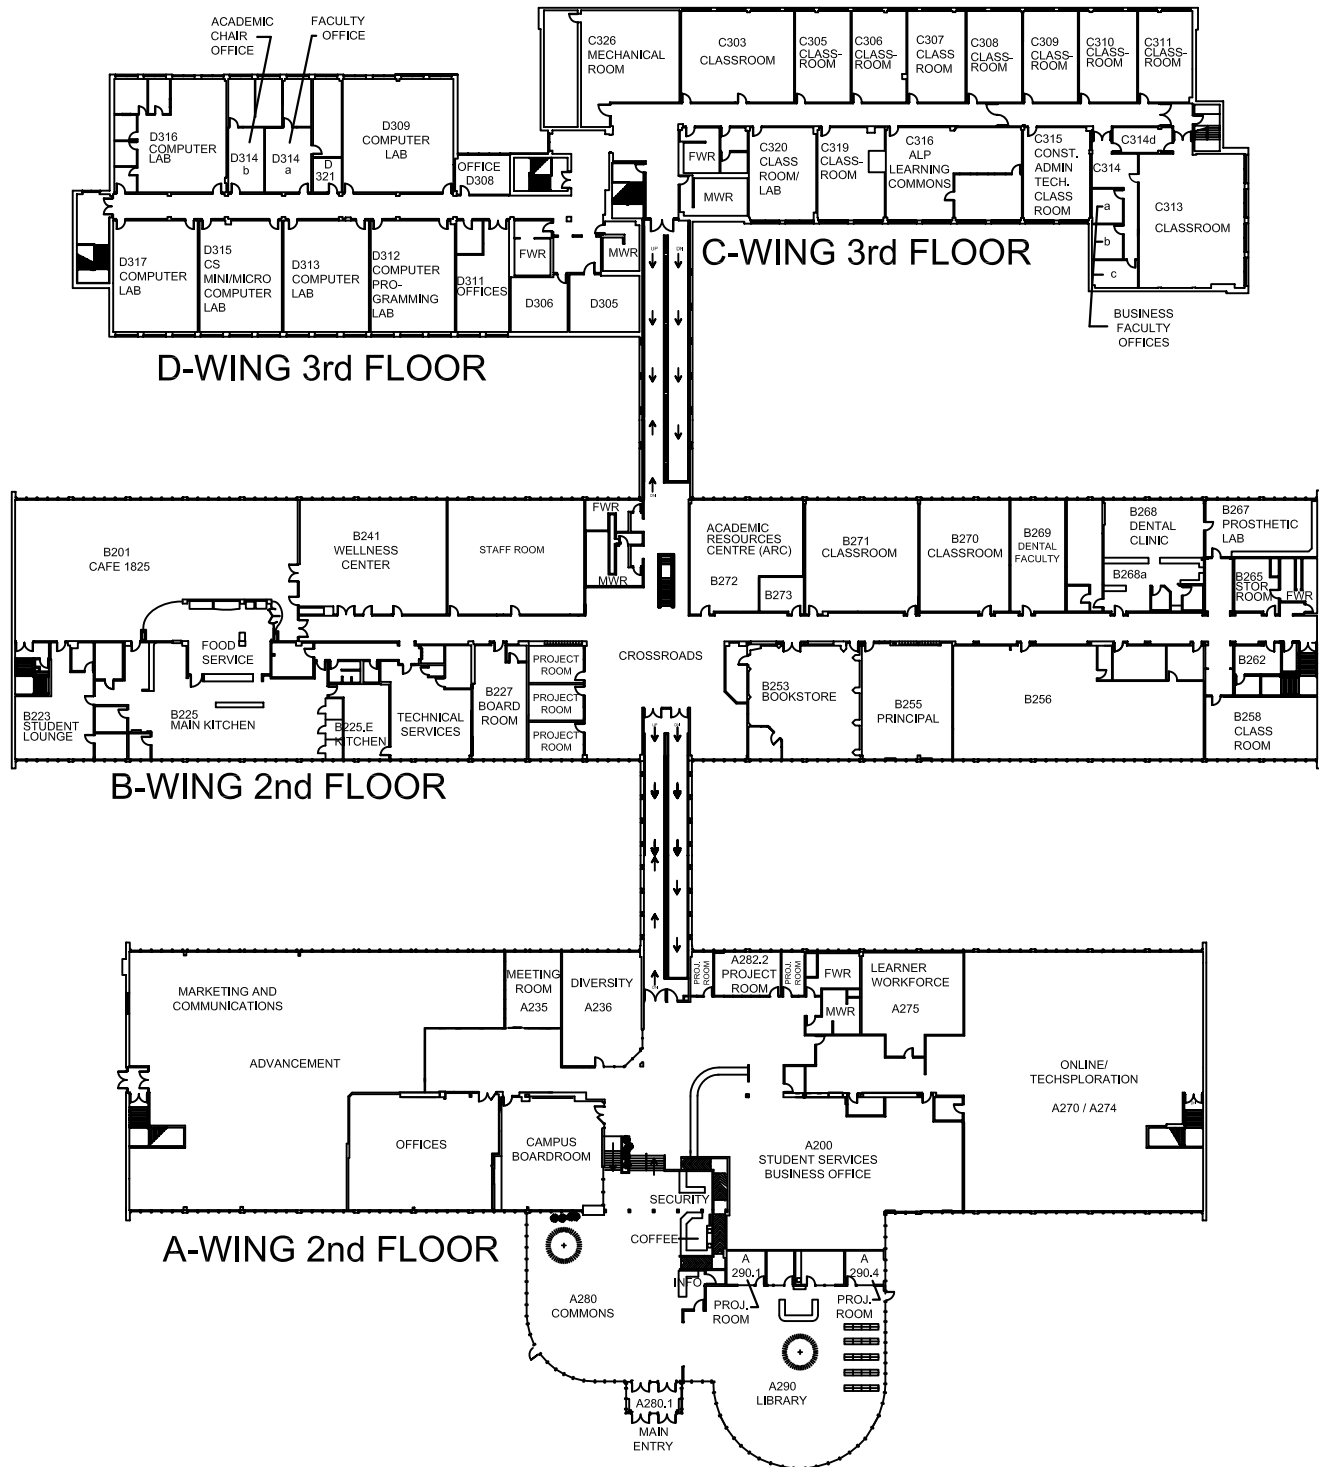 ACADEMIC
CHAIR
OFFICE
FACULTY
OFFICE
D316
COMPUTER
LAB
D314
b
D314
a
D
321
D309
COMPUTER
LAB
OFFICE
D308
D317
COMPUTER
LAB
D315
CS
MINI/MICRO
COMPUTER
LAB
D313
COMPUTER
LAB
D312
COMPUTER
PRO-
GRAMMING
LAB
D311
OFFICES
FWR
MWR
D306
D305
D-WING 3rd FLOOR
C326
MECHANICAL
ROOM
C303
CLASSROOM
C305
CLASS-
ROOM
C306
CLASS-
ROOM
C307
CLASS
ROOM
C308
CLASS-
ROOM
C309
CLASS-
ROOM
C310
CLASS-
ROOM
C311
CLASS-
ROOM
FWR
MWR
C320
CLASS
ROOM/
LAB
C319
CLASS-
ROOM
C316
ALP
LEARNING
COMMONS
C315
CONST.
ADMIN
TECH.
CLASS
ROOM
C314d
C314
a
b
c
C313
CLASSROOM
C-WING 3rd FLOOR
BUSINESS
FACULTY
OFFICES
UP
DN
DN
B201
CAFE 1825
B241
WELLNESS
CENTER
STAFF ROOM
FWR
MWR
ACADEMIC
RESOURCES
CENTRE (ARC)
B272
B273
B271
CLASSROOM
B270
CLASSROOM
B269
DENTAL
FACULTY
B268
DENTAL
CLINIC
B268a
B267
PROSTHETIC
LAB
B265
STOR
ROOM
FWR
FOOD
SERVICE
B223
STUDENT
LOUNGE
B225
MAIN KITCHEN
B225.E
KITCHEN
TECHNICAL
SERVICES
B227
BOARD
ROOM
PROJECT
ROOM
PROJECT
ROOM
PROJECT
ROOM
CROSSROADS
B253
BOOKSTORE
B255
PRINCIPAL
B256
B262
B258
CLASS
ROOM
B-WING 2nd FLOOR
UP
DN
DN
MARKETING AND
COMMUNICATIONS
ADVANCEMENT
MEETING
ROOM
A235
DIVERSITY
A236
PROJ.
ROOM
A282.2
PROJECT
ROOM
PROJ.
ROOM
FWR
MWR
LEARNER
WORKFORCE
A275
ONLINE/
TECHSPLORATION
A270 / A274
OFFICES
CAMPUS
BOARDROOM
A200
STUDENT SERVICES
BUSINESS OFFICE
SECURITY
COFFEE
INFO
A-WING 2nd FLOOR
A280
COMMONS
A
290.1
A
290.4
PROJ.
ROOM
PROJ.
ROOM
A290
LIBRARY
A280.1
MAIN
ENTRY